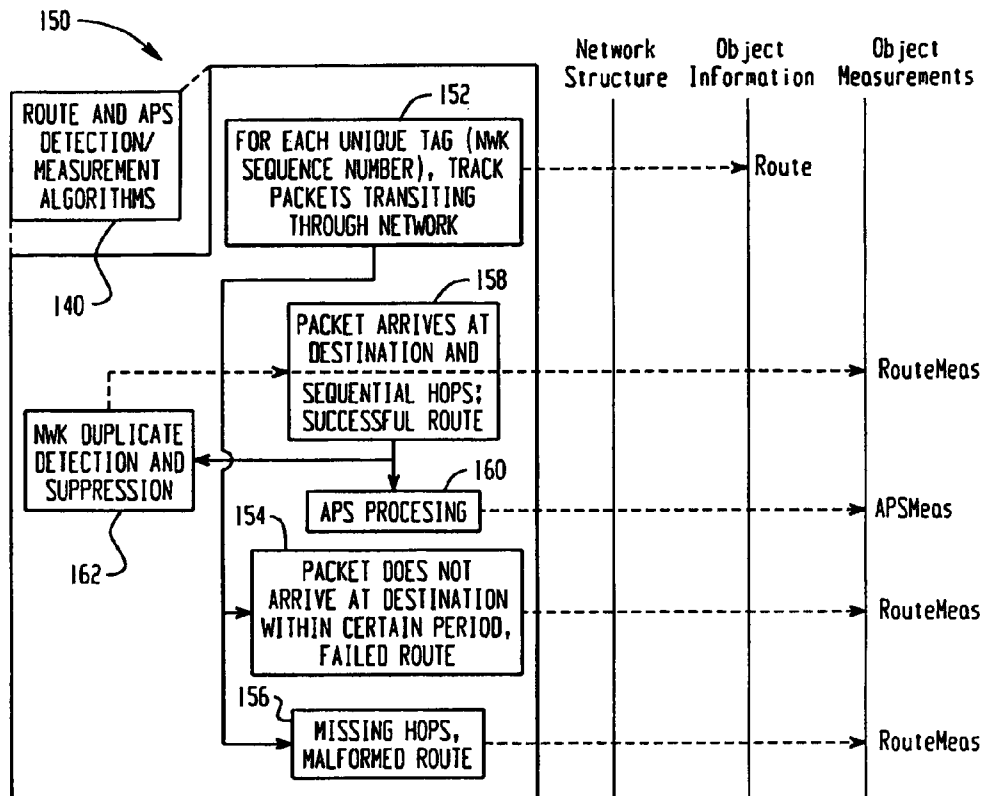 150
Network
Structure
Object
Information
Object
Measurements
ROUTE AND APS
DETECTION/
MEASUREMENT
ALGORITHMS
140
152
FOR EACH UNIQUE TAG (NWK
SEQUENCE NUMBER), TRACK
PACKETS TRANSITING
THROUGH NETWORK
Route
158
PACKET ARRIVES AT
DESTINATION AND
SEQUENTIAL HOPS;
SUCCESSFUL ROUTE
RouteMeas
NWK DUPLICATE
DETECTION AND
SUPPRESSION
162
160
APS PROCESING
APSMeas
154
PACKET DOES NOT
ARRIVE AT DESTINATION
WITHIN CERTAIN PERIOD,
FAILED ROUTE
RouteMeas
156
MISSING HOPS,
MALFORMED ROUTE
RouteMeas